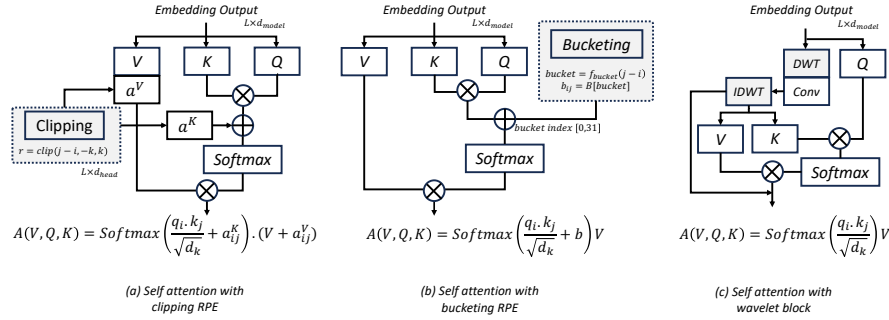 Embedding Output
L×d_model
V
K
Q
a^V
Clipping
r = clip(j − i, −k, k)
L×d_head
a^K
Softmax
A(V, Q, K) = Softmax (q_i. k_j / √d_k + a_ij^K) . (V + a_ij^V)
(a) Self attention with
clipping RPE
Embedding Output
L×d_model
V
K
Q
Bucketing
bucket = f_bucket(j − i)
b_ij = B[bucket]
bucket index [0,31]
Softmax
A(V, Q, K) = Softmax (q_i. k_j / √d_k + b) V
(b) Self attention with
bucketing RPE
Embedding Output
L×d_model
DWT
Q
IDWT
Conv
V
K
Softmax
A(V, Q, K) = Softmax (q_i. k_j / √d_k) V
(c) Self attention with
wavelet block